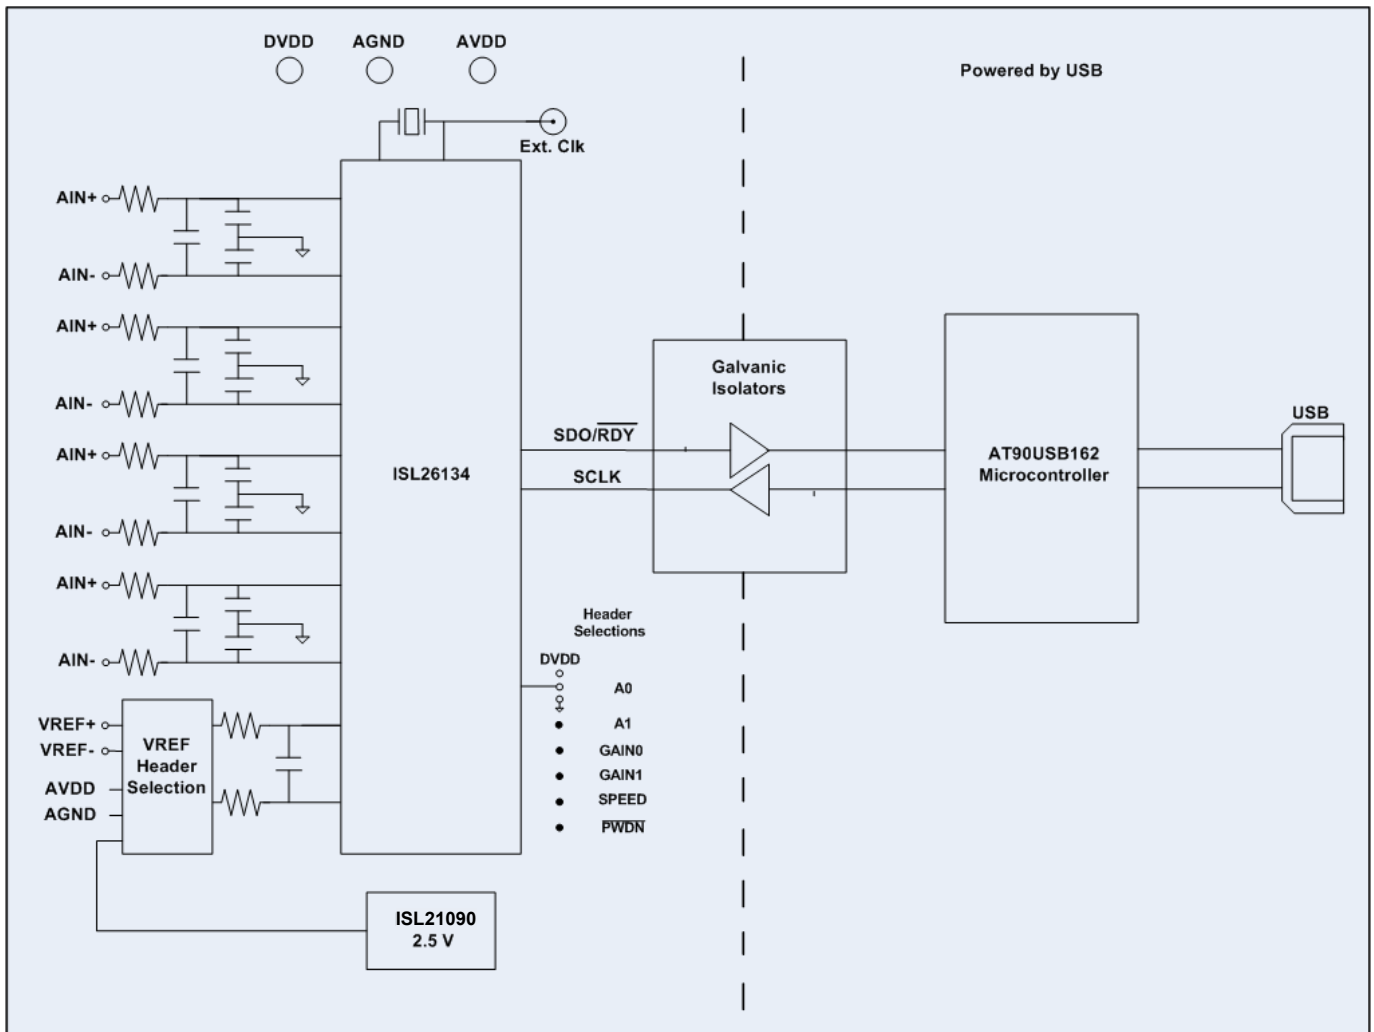 DVDD
AGND
AVDD
Powered by USB
Ext. Clk
AIN+
AIN-
AIN+
AIN-
AIN+
AIN-
AIN+
AIN-
ISL26134
Galvanic
Isolators
SDO/RDY
SCLK
AT90USB162
Microcontroller
USB
Header
Selections
DVDD
A0
A1
GAIN0
GAIN1
SPEED
PWDN
VREF+
VREF-
AVDD
AGND
VREF
Header
Selection
ISL21090
2.5 V